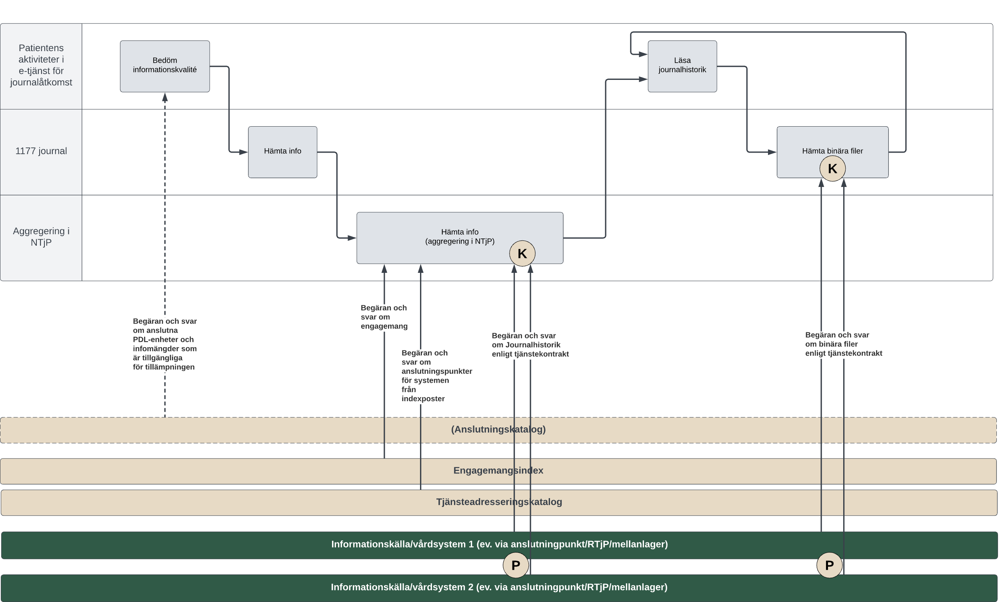 Patientens
aktiviteter i
e-tjänst för
journalåtkomst
Bedöm
informationskvalité
Läsa
journalhistorik
1177 journal
Hämta info
Hämta binära filer
K
Aggregering i
NTjP
Hämta info
(aggregering i NTjP)
K
Begäran och svar
om anslutna
PDL-enheter och
infomängder som
är tillgängliga
för tillämpningen
Begäran och
svar om
engagemang
Begäran och
svar om
anslutningspunkter
för systemen
från
indexposter
Begäran och svar
om Journalhistorik
enligt tjänstekontrakt
Begäran och svar
om binära filer
enligt tjänstekontrakt
(Anslutningskatalog)
Engagemangsindex
Tjänsteadresseringskatalog
Informationskälla/vårdsystem 1 (ev. via anslutningpunkt/RTjP/mellanlager)
P
P
Informationskälla/vårdsystem 2 (ev. via anslutningpunkt/RTjP/mellanlager)